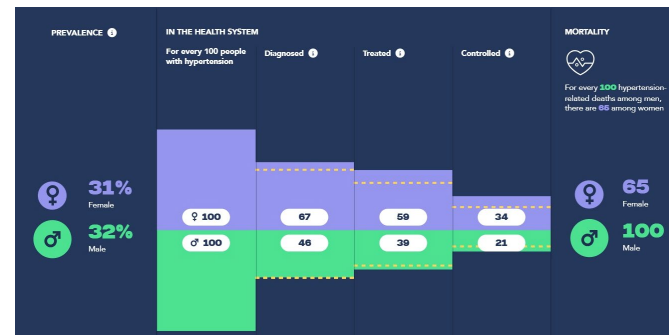 PREVALENCE
IN THE HEALTH SYSTEM
MORTALITY
For every 100 people
with hypertension
Diagnosed
Treated
Controlled
For every 100 hypertension-
related deaths among men,
there are 65 among women
31%
Female
32%
Male
♀ 100
67
59
34
♂ 100
46
39
21
65
Female
100
Male